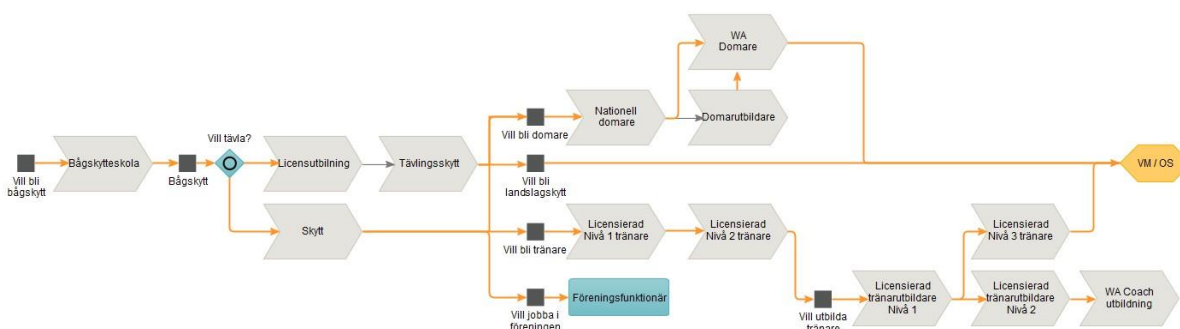 WA
Domare
Nationell
domare
Domarutbildare
Vill bli domare
Vill tävla?
Bågskytteskola
Licensutbilning
Tävlingsskytt
VM / OS
Vill bli
bågskytt
Bågskytt
Vill bli
landslagskytt
Skytt
Licensierad
Nivå 1 tränare
Licensierad
Nivå 2 tränare
Licensierad
Nivå 3 tränare
Vill bli tränare
Föreningsfunktionär
Licensierad
tränarutbildare
Nivå 1
Licensierad
tränarutbildare
Nivå 2
WA Coach
utbildning
Vill jobba i
föreningen
Vill utbilda
tränare